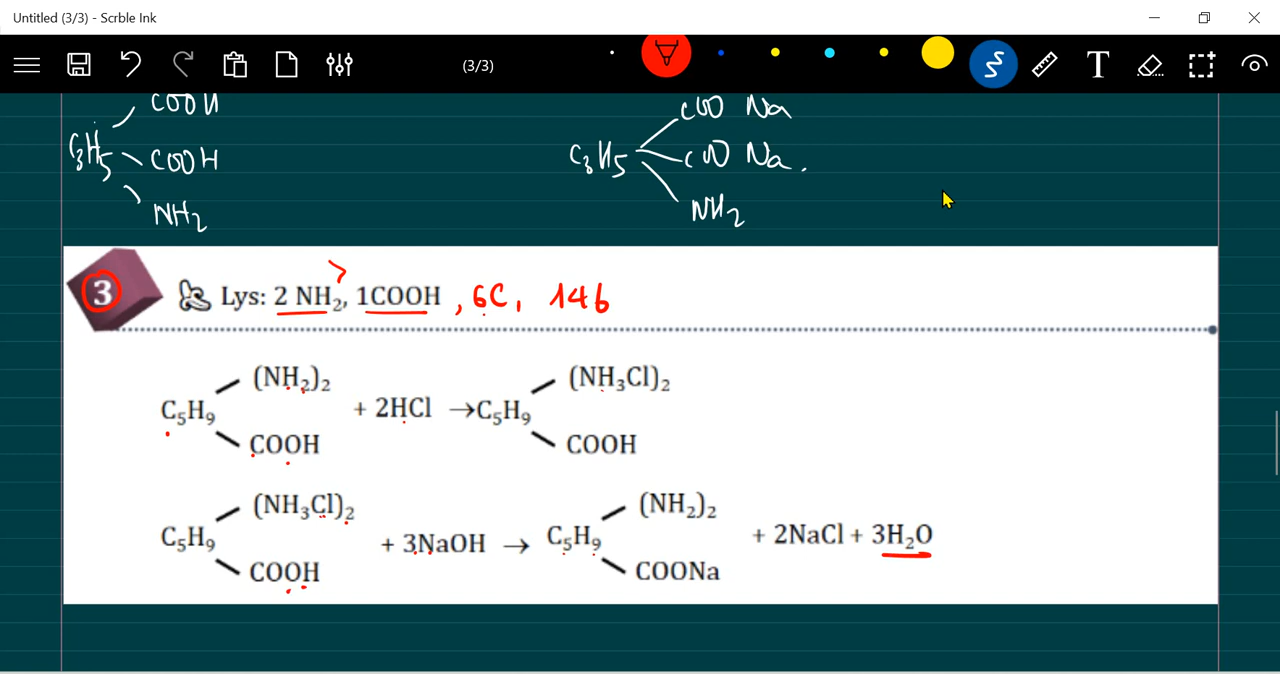 Untitled (3/3) - Scrble Ink
(3/3)
T
COOH
C3H5
COOH
NH2
COO Na
C3H5
COO Na.
NH2
3
Lys: 2 NH₂, 1COOH , 6C, 146
>
(NH₂)₂
C₅H₉ + 2HCl →C₅H₉
COOH
(NH₃Cl)₂
COOH
(NH₃Cl)₂
C₅H₉ + 3NaOH → C₅H₉ + 2NaCl + 3H₂O
COOH
(NH₂)₂
COONa